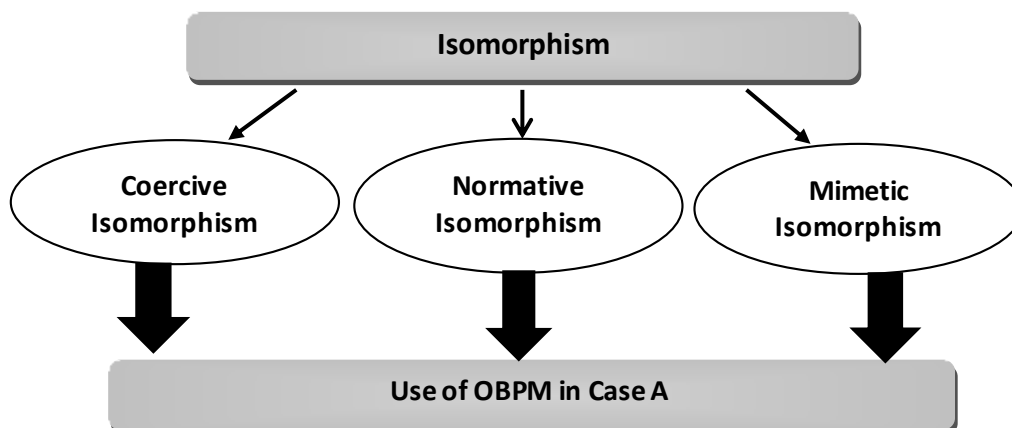 Isomorphism
Coercive
Isomorphism
Normative
Isomorphism
Mimetic
Isomorphism
Use of OBPM in Case A